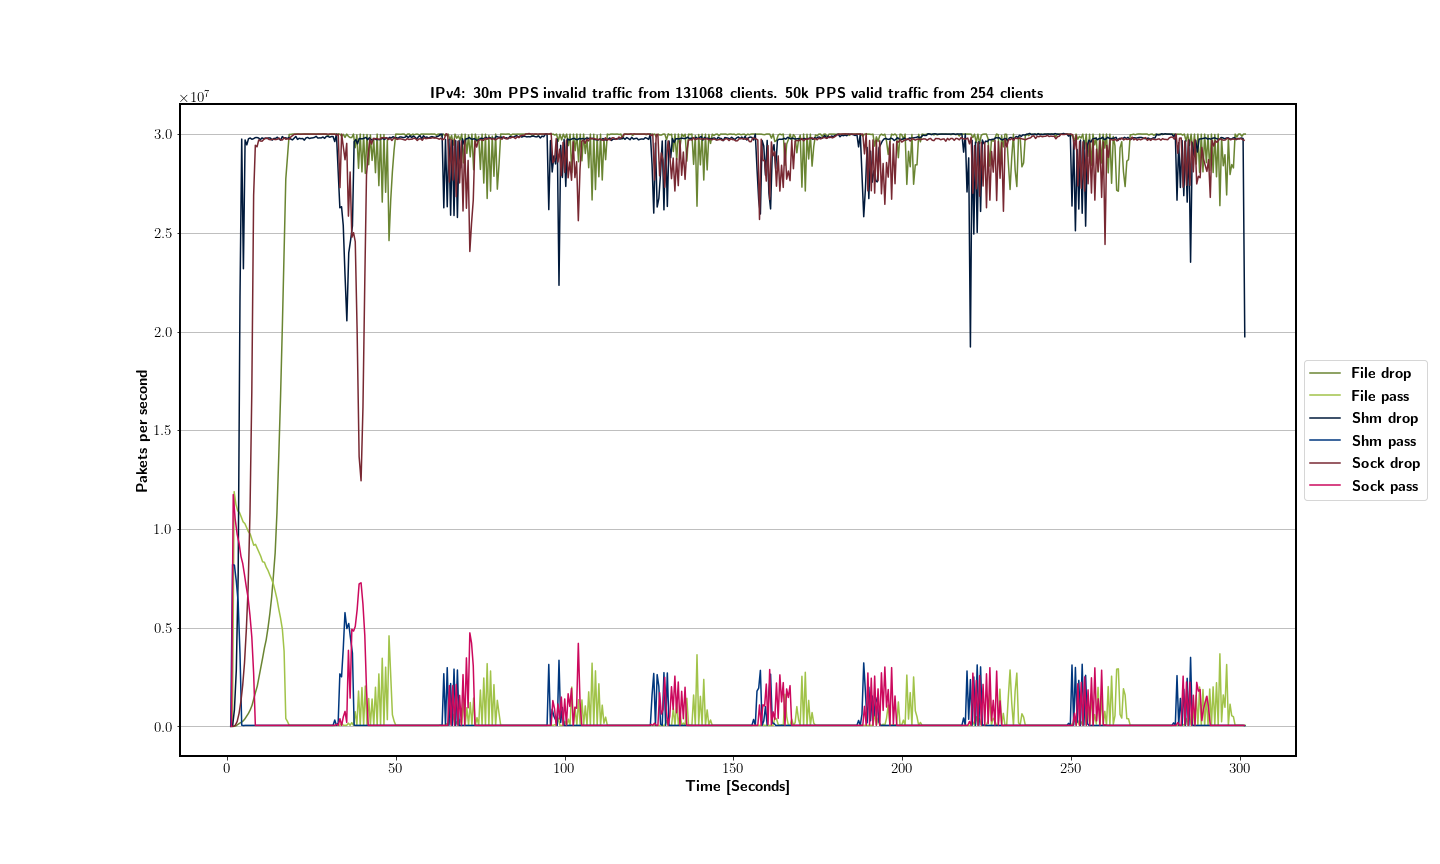 IPv4: 30m PPS invalid traffic from 131068 clients. 50k PPS valid traffic from 254 clients
×10⁷
3.0
2.5
2.0
1.5
1.0
0.5
0.0
Pakets per second
0 50 100 150 200 250 300
Time [Seconds]
File drop
File pass
Shm drop
Shm pass
Sock drop
Sock pass